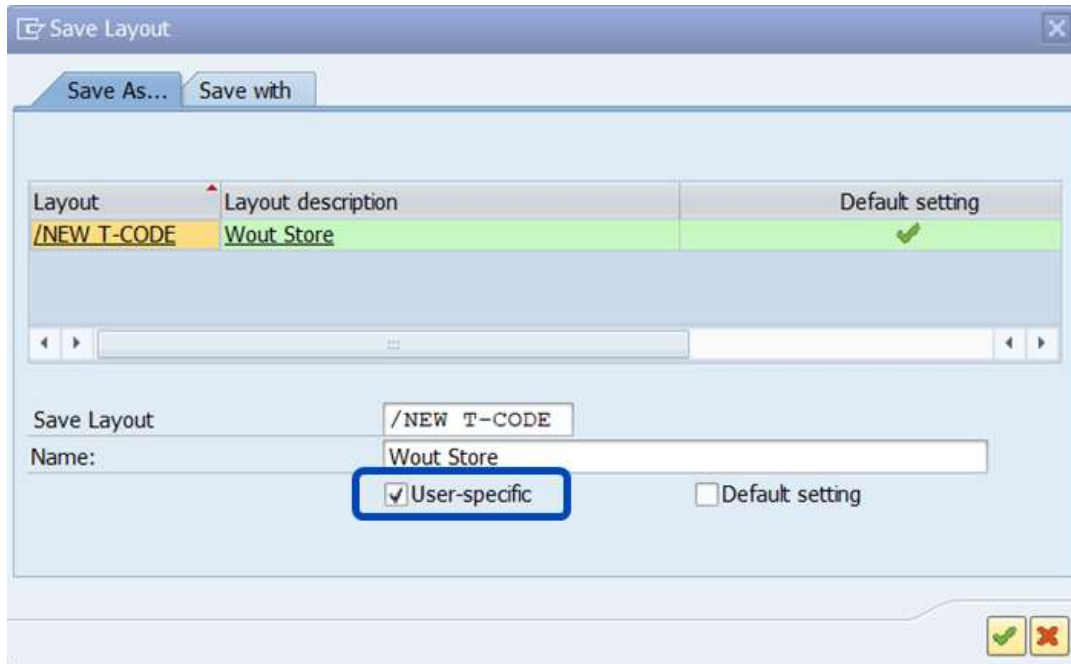 Save Layout
Save As... Save with
Layout Layout description Default setting
/NEW T-CODE Wout Store
Save Layout /NEW T-CODE
Name: Wout Store
User-specific Default setting